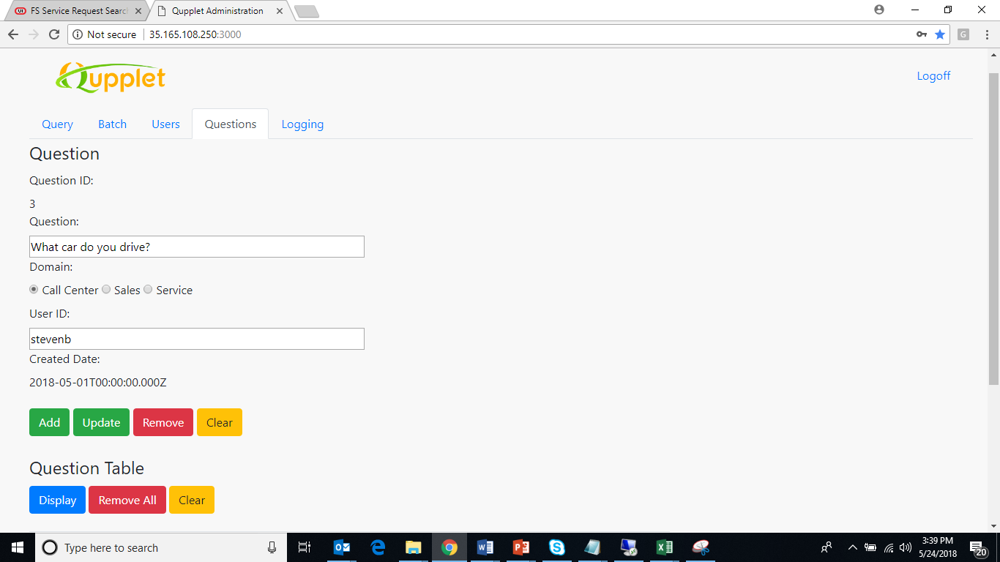 FS Service Request Search
Qupplet Administration
Not secure 35.165.108.250:3000
G
Qupplet
Logoff
Query Batch Users Questions Logging
Question
Question ID:
3
Question:
What car do you drive?
Domain:
Call Center Sales Service
User ID:
stevenb
Created Date:
2018-05-01T00:00:00.000Z
Add Update Remove Clear
Question Table
Display Remove All Clear
Type here to search
3:39 PM
5/24/2018
20